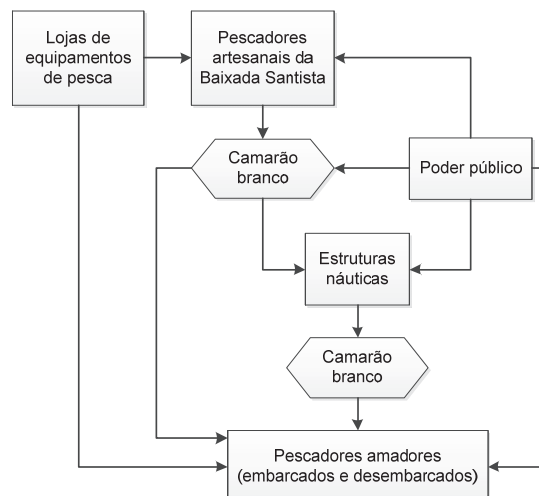 Lojas de
equipamentos
de pesca
Pescadores
artesanais da
Baixada Santista
Camarão
branco
Poder público
Estruturas
náuticas
Camarão
branco
Pescadores amadores
(embarcados e desembarcados)